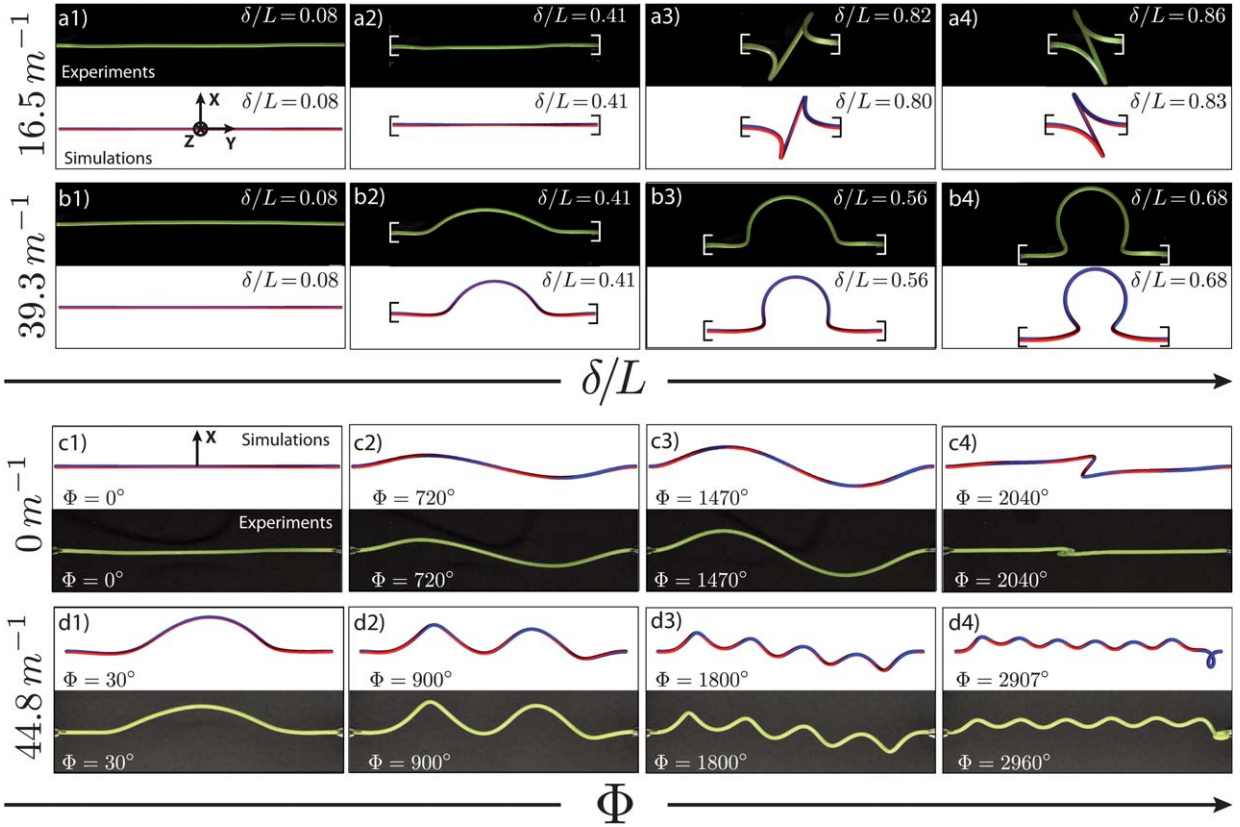 16.5 m⁻¹
a1) δ/L = 0.08
Experiments
δ/L = 0.08
X
Z Y
Simulations
a2) δ/L = 0.41
δ/L = 0.41
a3) δ/L = 0.82
δ/L = 0.80
a4) δ/L = 0.86
δ/L = 0.83
39.3 m⁻¹
b1) δ/L = 0.08
δ/L = 0.08
b2) δ/L = 0.41
δ/L = 0.41
b3) δ/L = 0.56
δ/L = 0.56
b4) δ/L = 0.68
δ/L = 0.68
δ/L
0 m⁻¹
c1) X Simulations
Φ = 0°
Experiments
Φ = 0°
c2)
Φ = 720°
Φ = 720°
c3)
Φ = 1470°
Φ = 1470°
c4)
Φ = 2040°
Φ = 2040°
44.8 m⁻¹
d1)
Φ = 30°
Φ = 30°
d2)
Φ = 900°
Φ = 900°
d3)
Φ = 1800°
Φ = 1800°
d4)
Φ = 2907°
Φ = 2960°
Φ